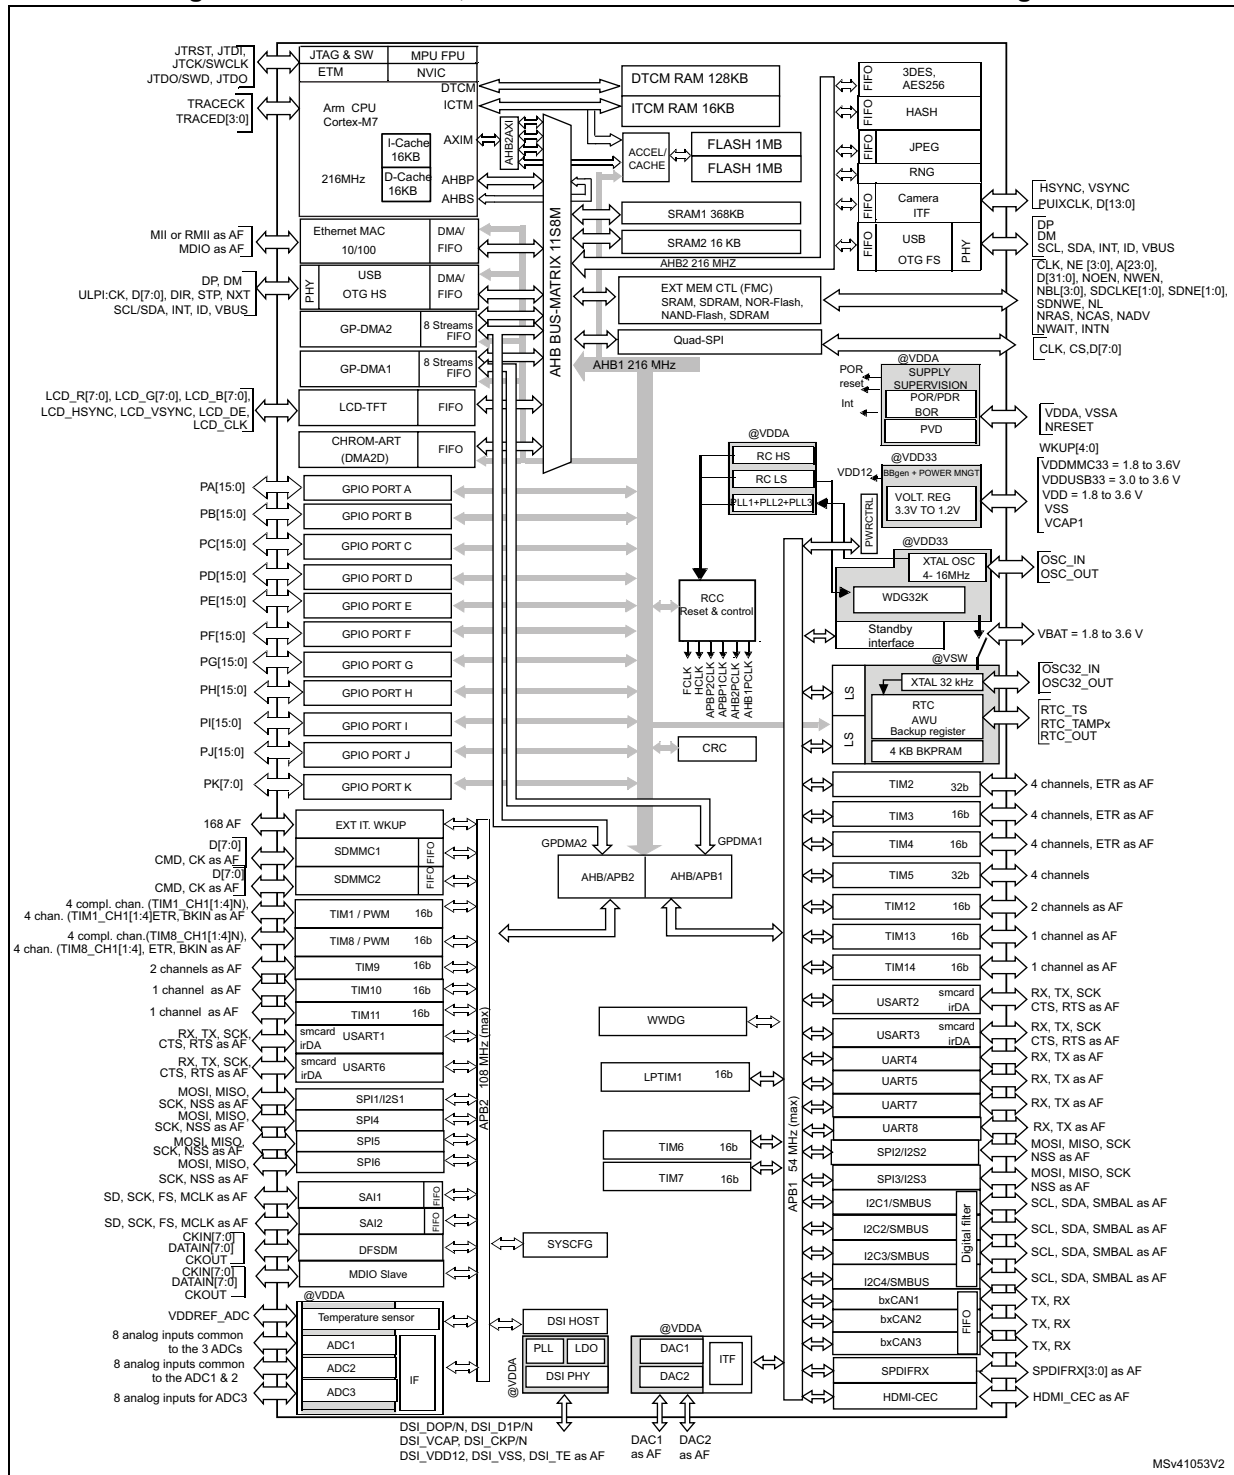 JTRST, JTDI,
JTCK/SWCLK
JTDO/SWD, JTDO
TRACECK
TRACED[3:0]
JTAG & SW
MPU FPU
ETM
NVIC
DTCM
ICTM
Arm CPU
Cortex-M7
AXIM
I-Cache
16KB
D-Cache
16KB
216MHz
AHBP
AHBS
AHB2AXI
AHB BUS-MATRIX 11S8M
DTCM RAM 128KB
ITCM RAM 16KB
ACCEL/
CACHE
FLASH 1MB
FLASH 1MB
SRAM1 368KB
SRAM2 16 KB
AHB2 216 MHZ
EXT MEM CTL (FMC)
SRAM, SDRAM, NOR-Flash,
NAND-Flash, SDRAM
Quad-SPI
AHB1 216 MHz
FIFO
3DES,
AES256
FIFO
HASH
FIFO
JPEG
RNG
FIFO
Camera
ITF
FIFO
USB
OTG FS
PHY
HSYNC, VSYNC
PUIXCLK, D[13:0]
DP
DM
SCL, SDA, INT, ID, VBUS
CLK, NE [3:0], A[23:0],
D[31:0], NOEN, NWEN,
NBL[3:0], SDCLKE[1:0], SDNE[1:0],
SDNWE, NL
NRAS, NCAS, NADV
NWAIT, INTN
CLK, CS,D[7:0]
MII or RMII as AF
MDIO as AF
Ethernet MAC
10/100
DMA/
FIFO
DP, DM
ULPI:CK, D[7:0], DIR, STP, NXT
SCL/SDA, INT, ID, VBUS
PHY
USB
OTG HS
DMA/
FIFO
GP-DMA2
8 Streams
FIFO
GP-DMA1
8 Streams
FIFO
LCD_R[7:0], LCD_G[7:0], LCD_B[7:0],
LCD_HSYNC, LCD_VSYNC, LCD_DE,
LCD_CLK
LCD-TFT
FIFO
CHROM-ART
(DMA2D)
FIFO
@VDDA
POR
reset
Int
SUPPLY
SUPERVISION
POR/PDR
BOR
PVD
VDDA, VSSA
NRESET
WKUP[4:0]
@VDDA
RC HS
RC LS
PLL1+PLL2+PLL3
@VDD33
VDD12
BBgen + POWER MNGT
VOLT. REG
3.3V TO 1.2V
PWRCTRL
VDDMMC33 = 1.8 to 3.6V
VDDUSB33 = 3.0 to 3.6 V
VDD = 1.8 to 3.6 V
VSS
VCAP1
@VDD33
XTAL OSC
4- 16MHz
WDG32K
OSC_IN
OSC_OUT
Standby
interface
VBAT = 1.8 to 3.6 V
@VSW
LS
LS
XTAL 32 kHz
RTC
AWU
Backup register
4 KB BKPRAM
OSC32_IN
OSC32_OUT
RTC_TS
RTC_TAMPx
RTC_OUT
RCC
Reset & control
FCLK
HCLK
APBP2CLK
APBP1CLK
AHB2PCLK
AHB1PCLK
CRC
PA[15:0]
GPIO PORT A
PB[15:0]
GPIO PORT B
PC[15:0]
GPIO PORT C
PD[15:0]
GPIO PORT D
PE[15:0]
GPIO PORT E
PF[15:0]
GPIO PORT F
PG[15:0]
GPIO PORT G
PH[15:0]
GPIO PORT H
PI[15:0]
GPIO PORT I
PJ[15:0]
GPIO PORT J
PK[7:0]
GPIO PORT K
168 AF
EXT IT. WKUP
D[7:0]
CMD, CK as AF
SDMMC1
FIFO
D[7:0]
CMD, CK as AF
SDMMC2
FIFO
4 compl. chan. (TIM1_CH1[1:4]N),
4 chan. (TIM1_CH1[1:4]ETR, BKIN as AF
TIM1 / PWM 16b
4 compl. chan.(TIM8_CH1[1:4]N),
4 chan. (TIM8_CH1[1:4], ETR, BKIN as AF
TIM8 / PWM 16b
2 channels as AF
TIM9 16b
1 channel as AF
TIM10 16b
1 channel as AF
TIM11 16b
RX, TX, SCK,
CTS, RTS as AF
smcard
irDA
USART1
RX, TX, SCK,
CTS, RTS as AF
smcard
irDA
USART6
MOSI, MISO,
SCK, NSS as AF
SPI1/I2S1
MOSI, MISO,
SCK, NSS as AF
SPI4
MOSI, MISO,
SCK, NSS as AF
SPI5
MOSI, MISO,
SCK, NSS as AF
SPI6
SD, SCK, FS, MCLK as AF
SAI1
FIFO
SD, SCK, FS, MCLK as AF
SAI2
FIFO
CKIN[7:0]
DATAIN[7:0]
CKOUT
DFSDM
CKIN[7:0]
DATAIN[7:0]
CKOUT
MDIO Slave
@VDDA
VDDREF_ADC
Temperature sensor
8 analog inputs common
to the 3 ADCs
ADC1
8 analog inputs common
to the ADC1 & 2
ADC2
8 analog inputs for ADC3
ADC3
IF
APB2 108 MHz (max)
GPDMA2
GPDMA1
AHB/APB2
AHB/APB1
WWDG
LPTIM1 16b
TIM6 16b
TIM7 16b
SYSCFG
DSI HOST
@VDDA
PLL
LDO
DSI PHY
DSI_DOP/N, DSI_D1P/N
DSI_VCAP, DSI_CKP/N
DSI_VDD12, DSI_VSS, DSI_TE as AF
@VDDA
DAC1
DAC2
ITF
DAC1
as AF
DAC2
as AF
APB1 54 MHz (max)
TIM2 32b
4 channels, ETR as AF
TIM3 16b
4 channels, ETR as AF
TIM4 16b
4 channels, ETR as AF
TIM5 32b
4 channels
TIM12 16b
2 channels as AF
TIM13 16b
1 channel as AF
TIM14 16b
1 channel as AF
USART2
smcard
irDA
RX, TX, SCK
CTS, RTS as AF
USART3
smcard
irDA
RX, TX, SCK
CTS, RTS as AF
UART4
RX, TX as AF
UART5
RX, TX as AF
UART7
RX, TX as AF
UART8
RX, TX as AF
SPI2/I2S2
MOSI, MISO, SCK
NSS as AF
SPI3/I2S3
MOSI, MISO, SCK
NSS as AF
I2C1/SMBUS
SCL, SDA, SMBAL as AF
I2C2/SMBUS
SCL, SDA, SMBAL as AF
I2C3/SMBUS
SCL, SDA, SMBAL as AF
I2C4/SMBUS
SCL, SDA, SMBAL as AF
Digital filter
bxCAN1
TX, RX
bxCAN2
TX, RX
bxCAN3
TX, RX
FIFO
SPDIFRX
SPDIFRX[3:0] as AF
HDMI-CEC
HDMI_CEC as AF
MSv41053V2